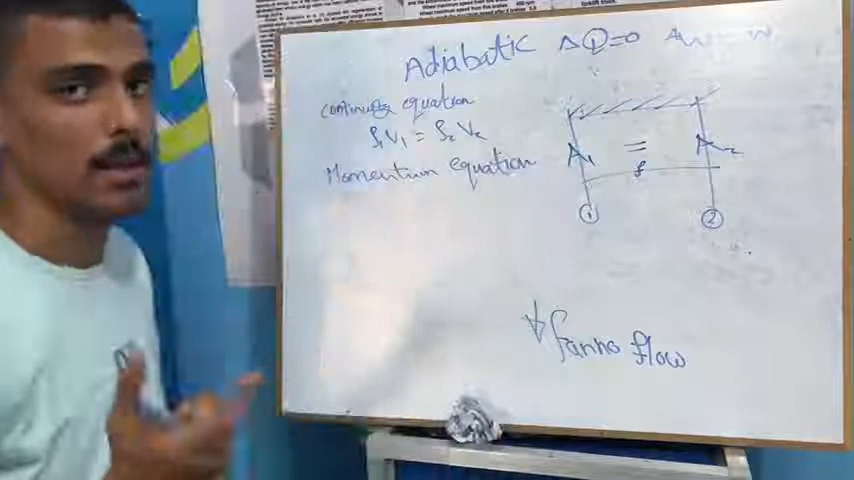 Adiabatic ΔQ=0
continuity equation
ρ₁V₁ = ρ₂V₂
Momentum equation
A₁ = A₂
f
① ②
fanno flow